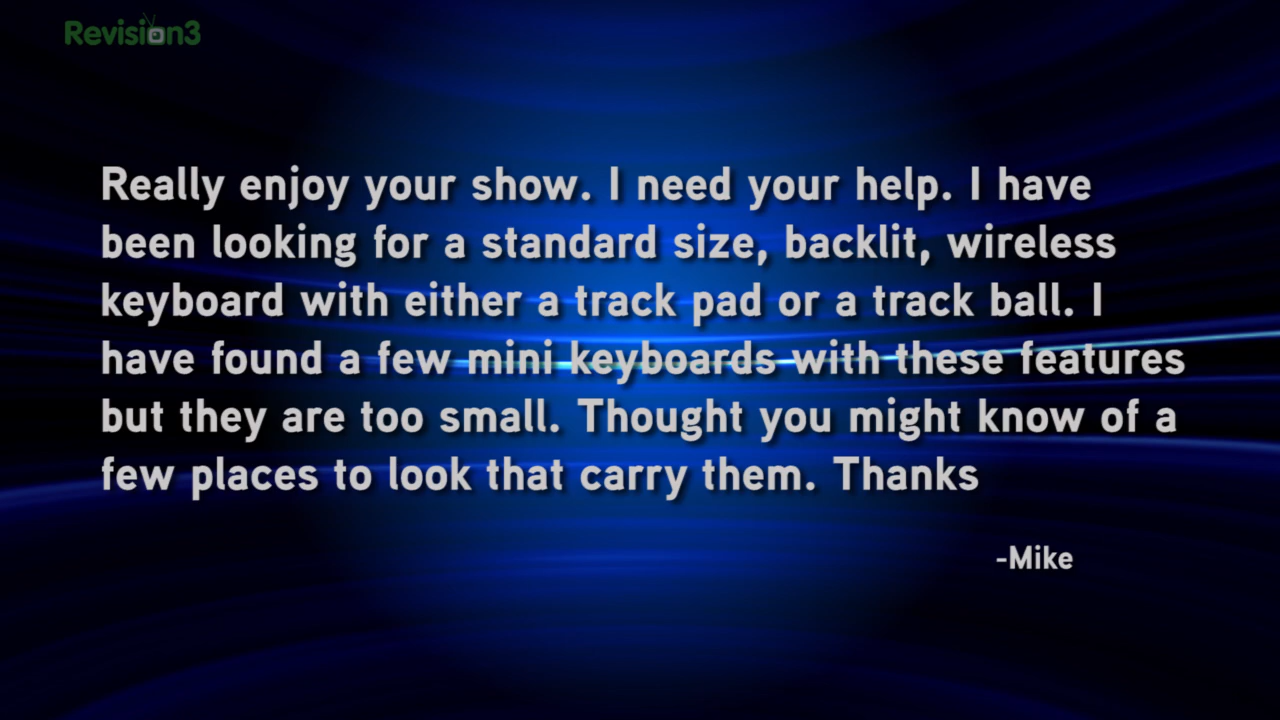 Revision3
Really enjoy your show. I need your help. I have
been looking for a standard size, backlit, wireless
keyboard with either a track pad or a track ball. I
have found a few mini keyboards with these features
but they are too small. Thought you might know of a
few places to look that carry them. Thanks
-Mike